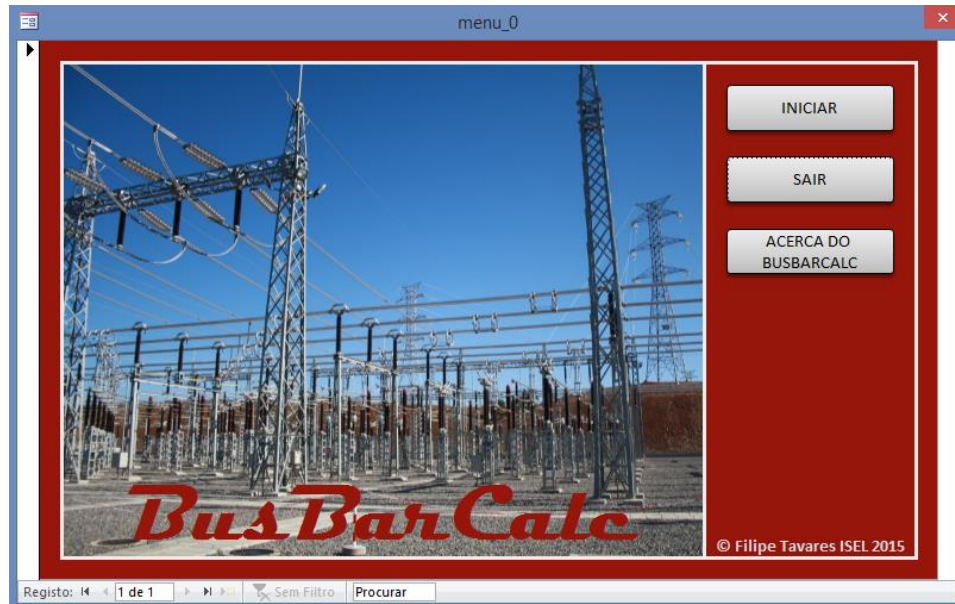 menu_0
INICIAR
SAIR
ACERCA DO
BUSBARCALC
BusBarCalc
© Filipe Tavares ISEL 2015
Registo: 1 de 1 Sem Filtro Procurar